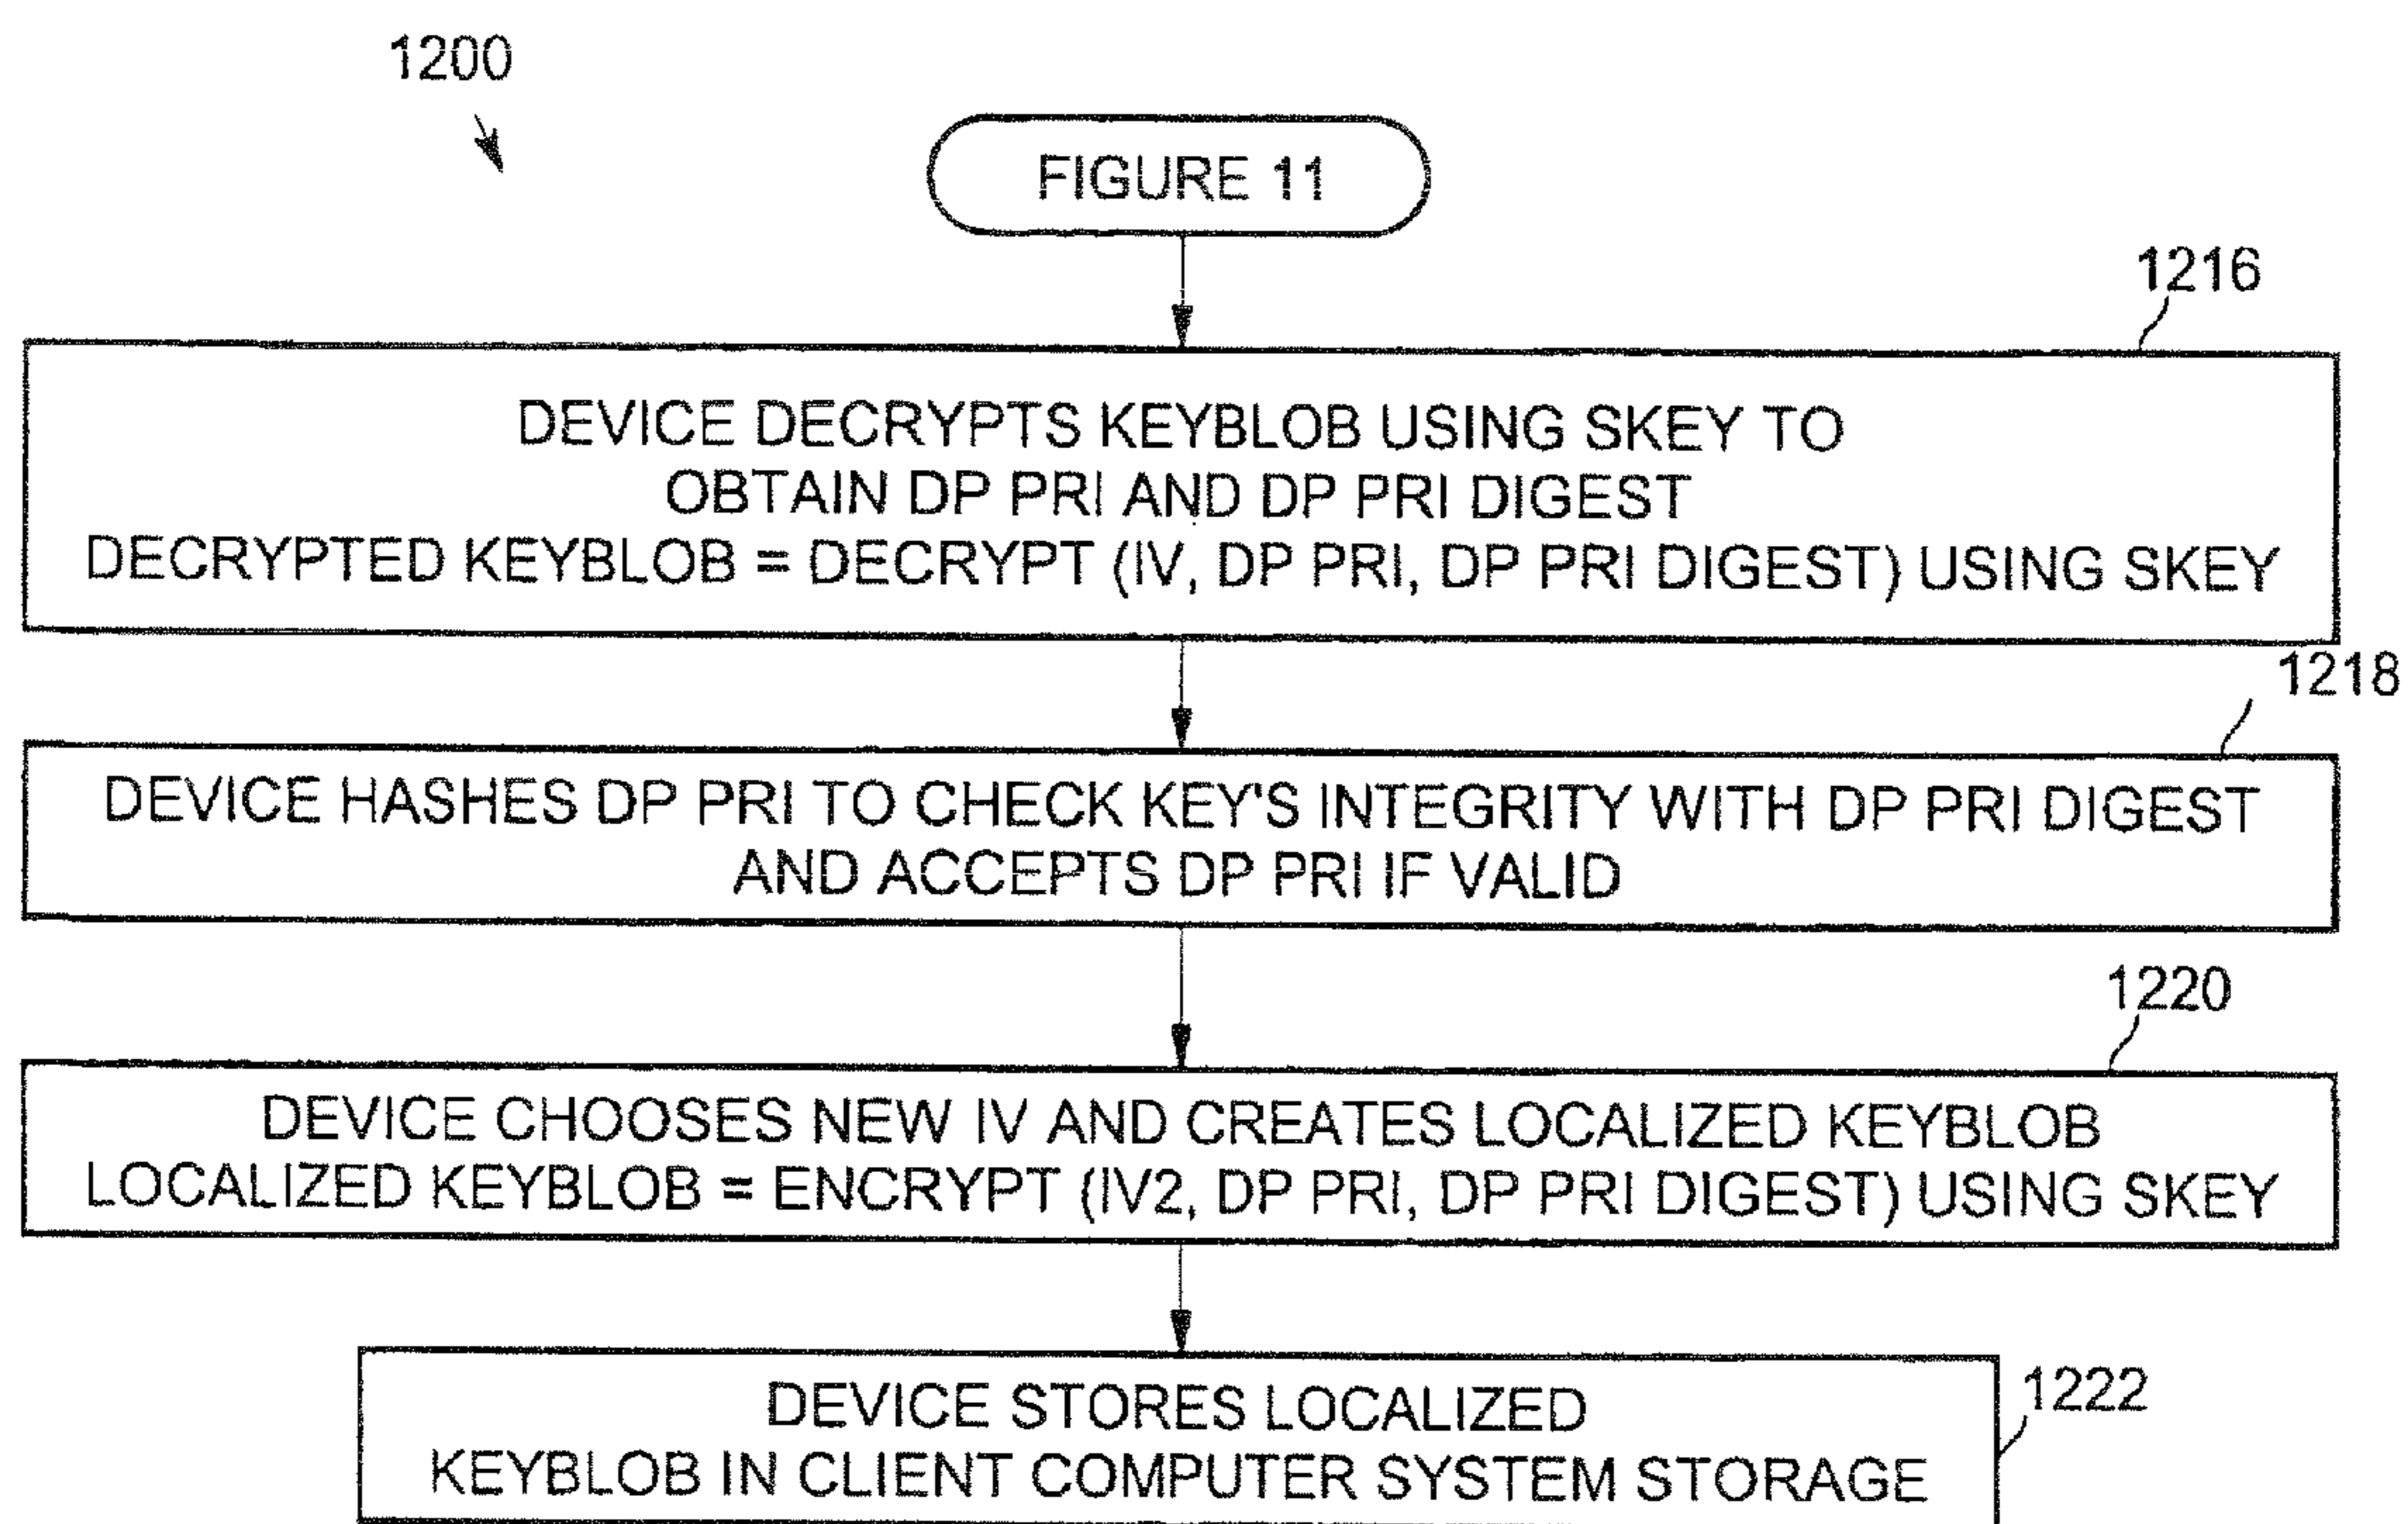 1200
FIGURE 11
1216
DEVICE DECRYPTS KEYBLOB USING SKEY TO
OBTAIN DP PRI AND DP PRI DIGEST
DECRYPTED KEYBLOB = DECRYPT (IV, DP PRI, DP PRI DIGEST) USING SKEY
1218
DEVICE HASHES DP PRI TO CHECK KEY'S INTEGRITY WITH DP PRI DIGEST
AND ACCEPTS DP PRI IF VALID
1220
DEVICE CHOOSES NEW IV AND CREATES LOCALIZED KEYBLOB
LOCALIZED KEYBLOB = ENCRYPT (IV2, DP PRI, DP PRI DIGEST) USING SKEY
1222
DEVICE STORES LOCALIZED
KEYBLOB IN CLIENT COMPUTER SYSTEM STORAGE